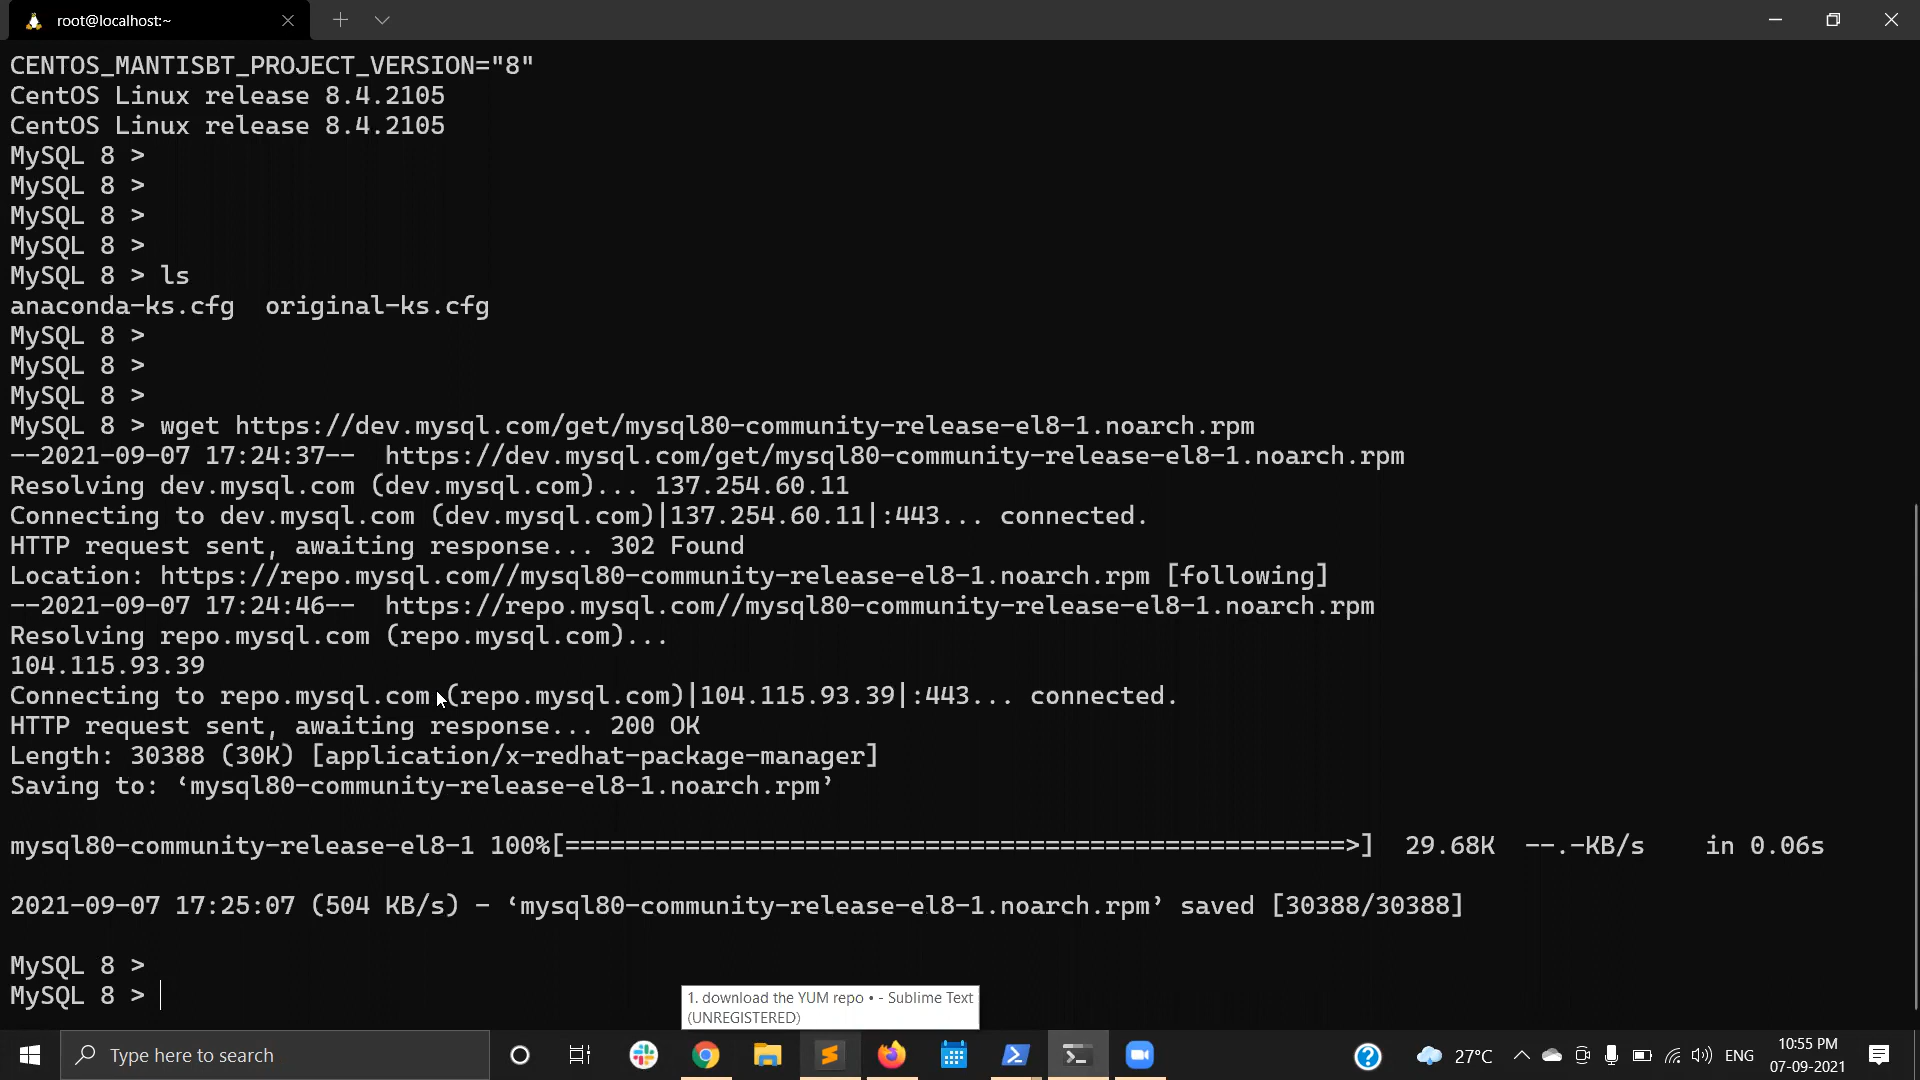 root@localhost:~
CENTOS_MANTISBT_PROJECT_VERSION="8"
CentOS Linux release 8.4.2105
CentOS Linux release 8.4.2105
MySQL 8 >
MySQL 8 >
MySQL 8 >
MySQL 8 >
MySQL 8 > ls
anaconda-ks.cfg  original-ks.cfg
MySQL 8 >
MySQL 8 >
MySQL 8 >
MySQL 8 > wget https://dev.mysql.com/get/mysql80-community-release-el8-1.noarch.rpm
--2021-09-07 17:24:37--  https://dev.mysql.com/get/mysql80-community-release-el8-1.noarch.rpm
Resolving dev.mysql.com (dev.mysql.com)... 137.254.60.11
Connecting to dev.mysql.com (dev.mysql.com)|137.254.60.11|:443... connected.
HTTP request sent, awaiting response... 302 Found
Location: https://repo.mysql.com//mysql80-community-release-el8-1.noarch.rpm [following]
--2021-09-07 17:24:46--  https://repo.mysql.com//mysql80-community-release-el8-1.noarch.rpm
Resolving repo.mysql.com (repo.mysql.com)...
104.115.93.39
Connecting to repo.mysql.com (repo.mysql.com)|104.115.93.39|:443... connected.
HTTP request sent, awaiting response... 200 OK
Length: 30388 (30K) [application/x-redhat-package-manager]
Saving to: ‘mysql80-community-release-el8-1.noarch.rpm’
mysql80-community-release-el8-1 100%[====================================================>]  29.68K  --.-KB/s    in 0.06s
2021-09-07 17:25:07 (504 KB/s) - ‘mysql80-community-release-el8-1.noarch.rpm’ saved [30388/30388]
MySQL 8 >
MySQL 8 >
1. download the YUM repo • - Sublime Text
(UNREGISTERED)
Type here to search
27°C
ENG
10:55 PM
07-09-2021